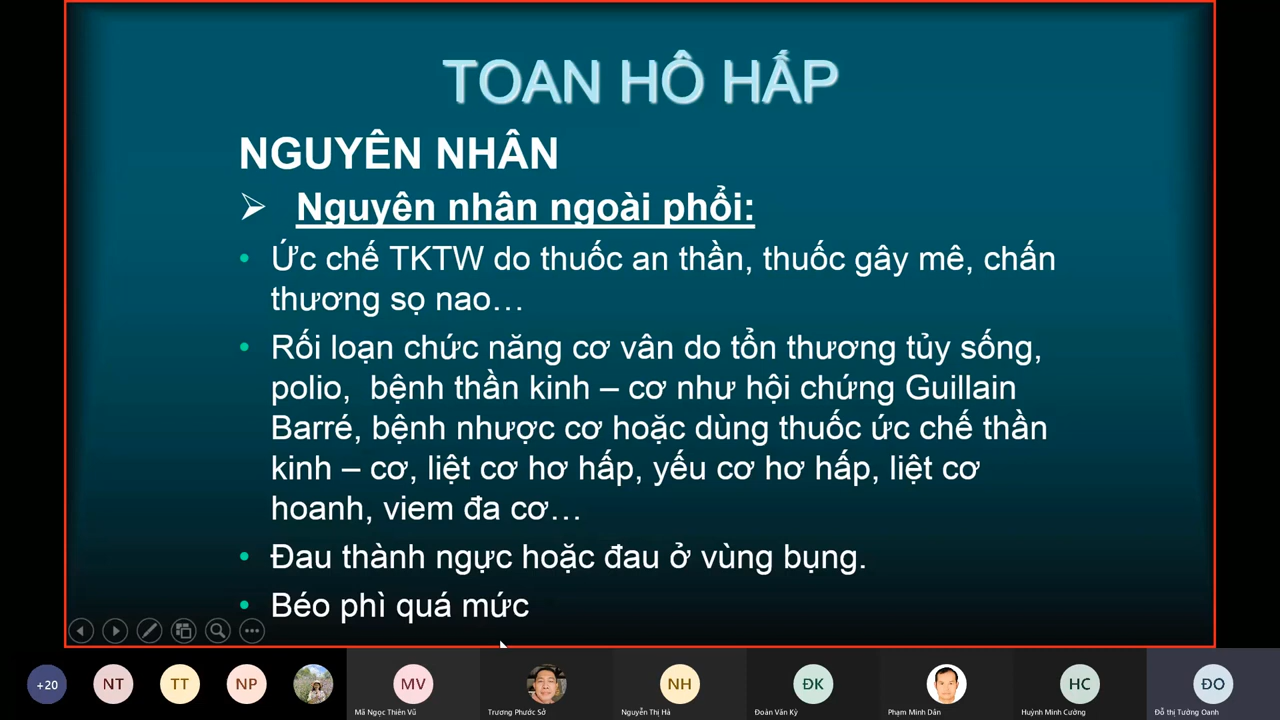 TOAN HÔ HẤP
NGUYÊN NHÂN
Nguyên nhân ngoài phổi:
Ức chế TKTW do thuốc an thần, thuốc gây mê, chấn
thương sọ nao…
Rối loạn chức năng cơ vân do tổn thương tủy sống,
polio, bệnh thần kinh – cơ như hội chứng Guillain
Barré, bệnh nhược cơ hoặc dùng thuốc ức chế thần
kinh – cơ, liệt cơ hơ hấp, yếu cơ hơ hấp, liệt cơ
hoanh, viem đa cơ…
Đau thành ngực hoặc đau ở vùng bụng.
Béo phì quá mức
+20 NT TT NP MV NH ĐK HC ĐO
Mã Ngọc Thiên Vũ Trương Phước Sở Nguyễn Thị Hà Đoàn Văn Kỳ Phạm Minh Dân Huỳnh Minh Cường Đỗ thị Tường Oanh